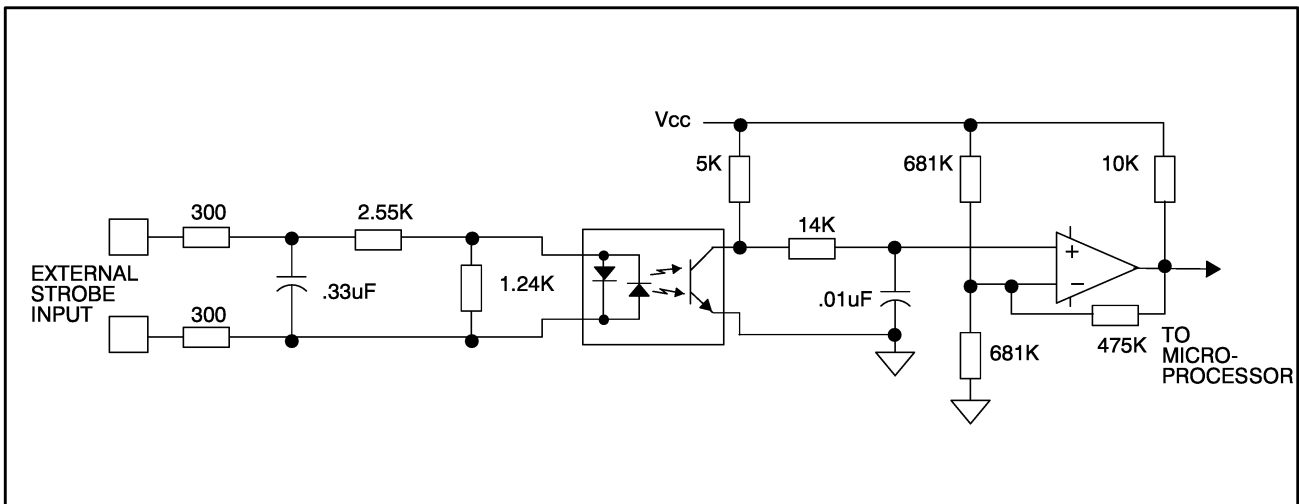 Vcc
5K
681K
10K
300
2.55K
14K
EXTERNAL
STROBE
INPUT
.33uF
1.24K
.01uF
+
−
300
681K
475K
TO
MICRO-
PROCESSOR